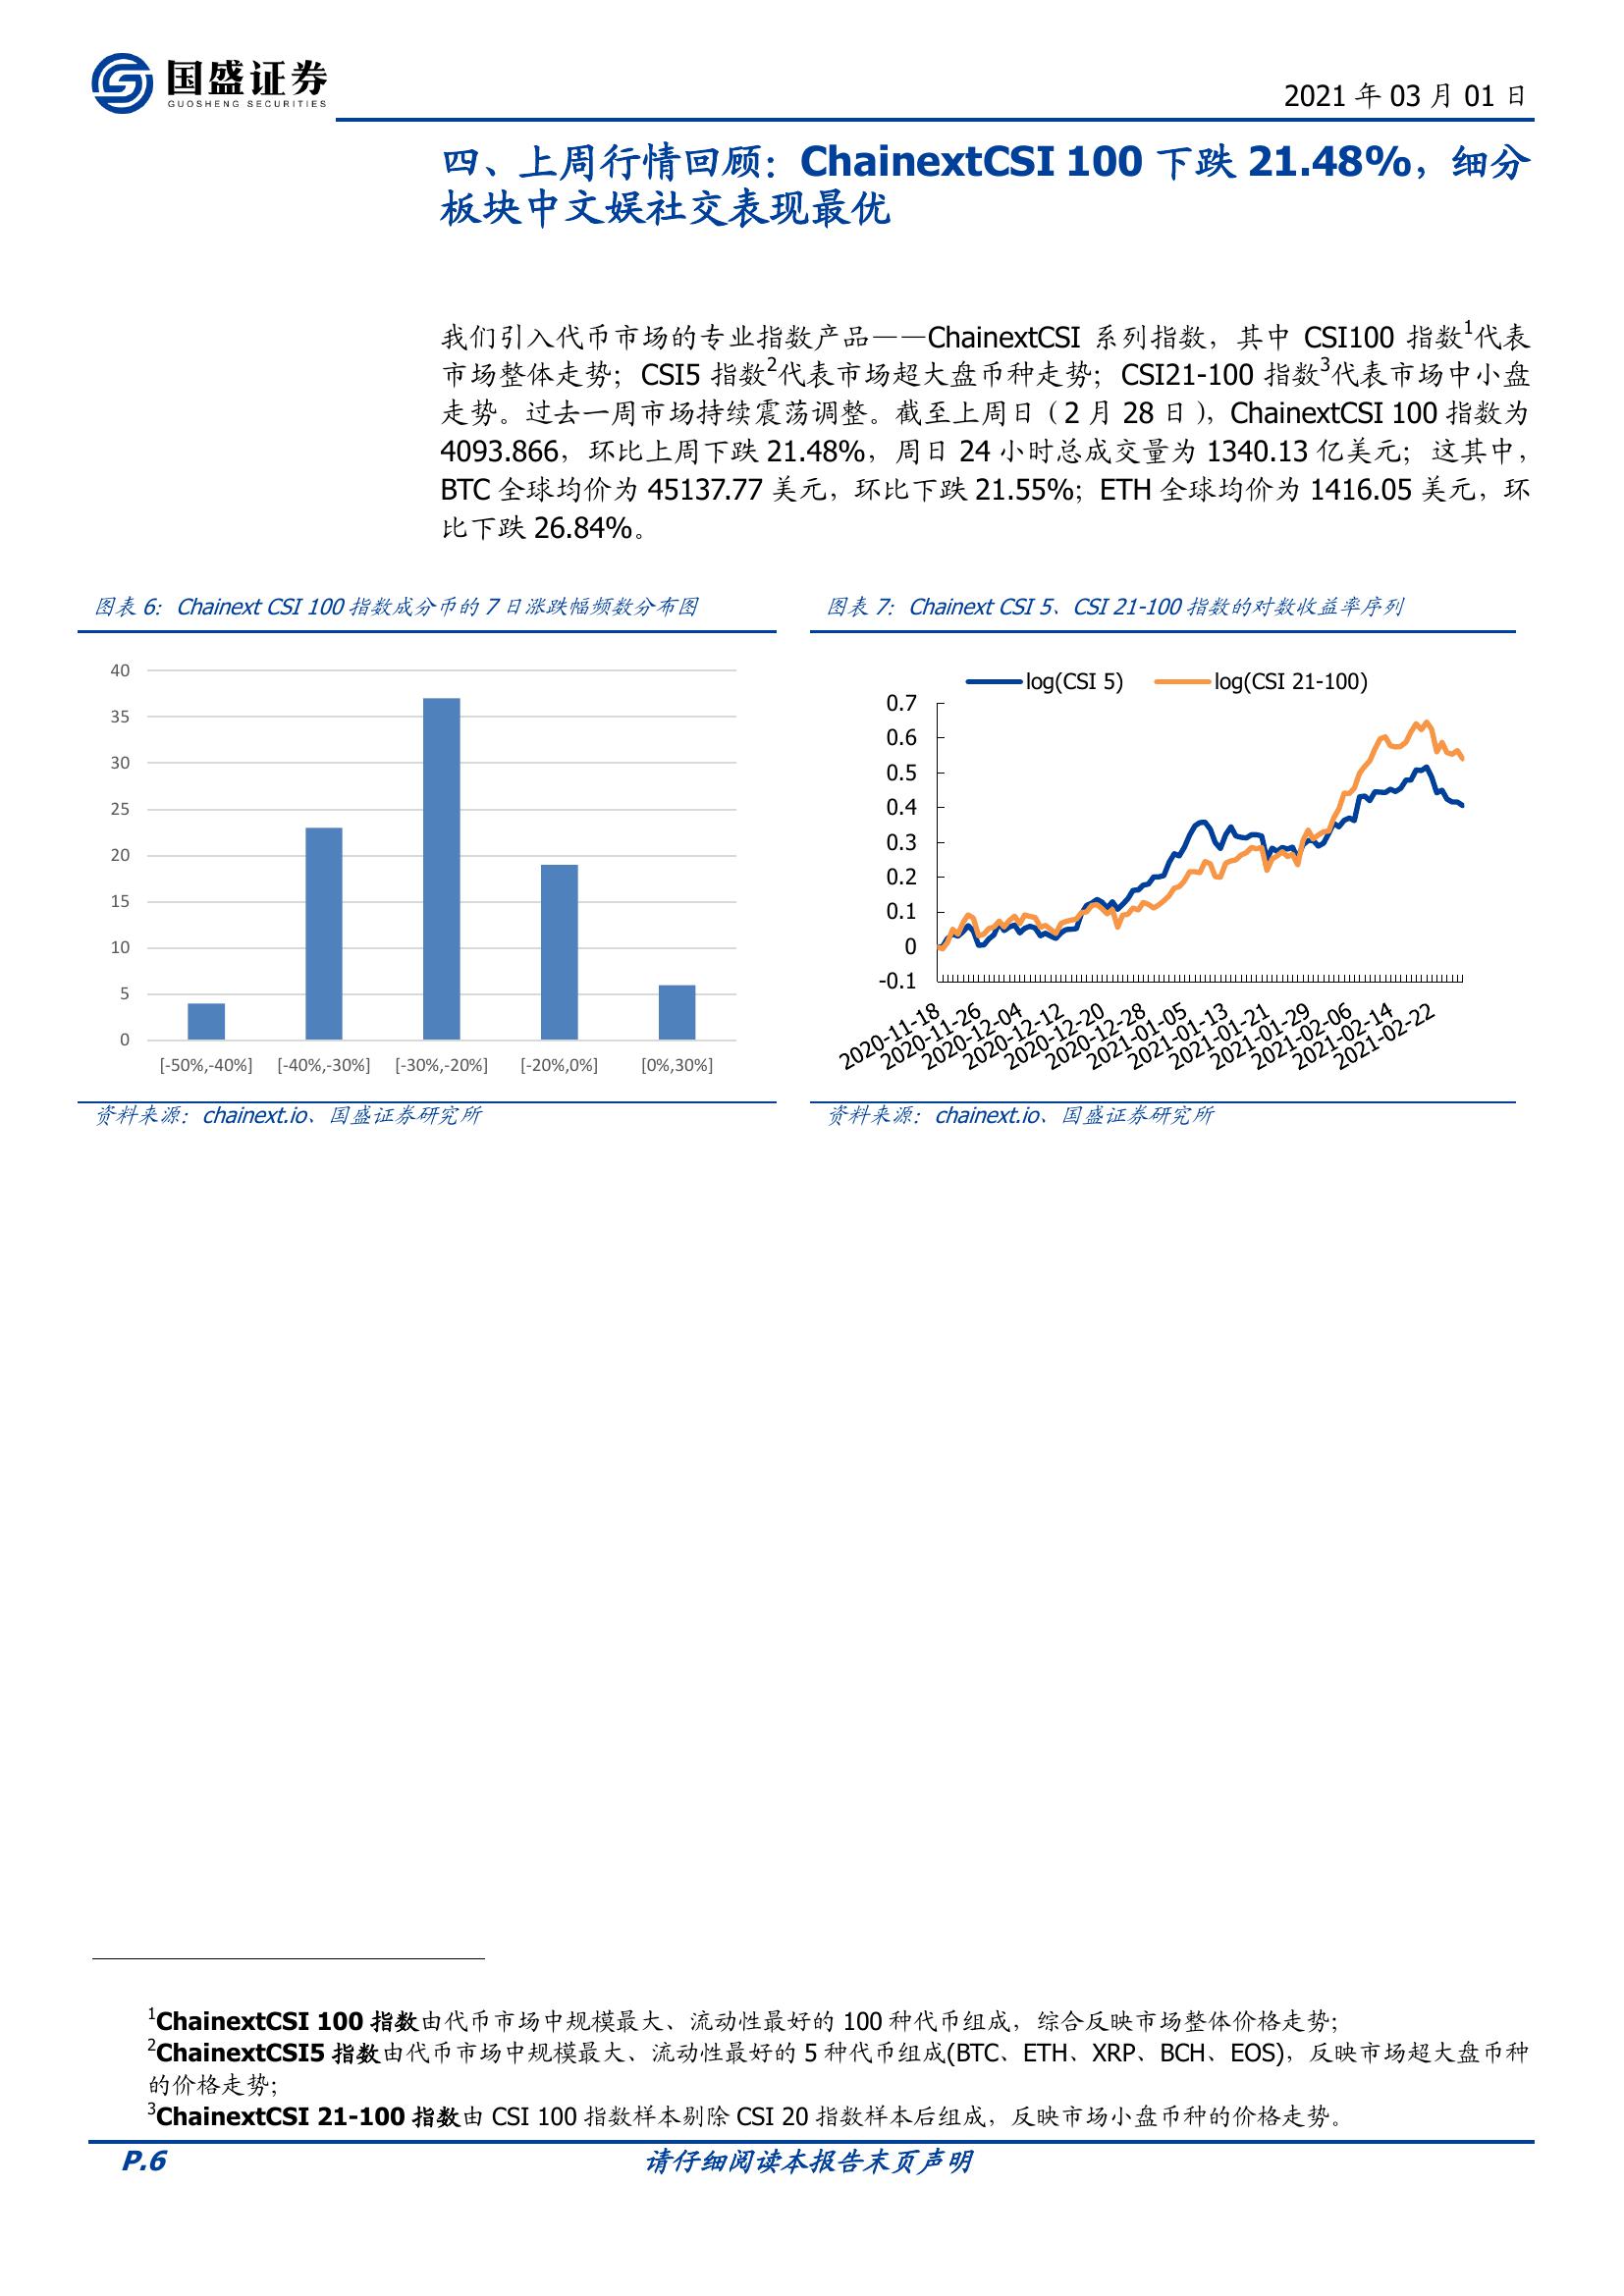 国盛证券
GUOSHENG SECURITIES
2021 年 03 月 01 日
四、上周行情回顾：ChainextCSI 100 下跌 21.48%，细分
板块中文娱社交表现最优
我们引入代币市场的专业指数产品——ChainextCSI 系列指数，其中 CSI100 指数1代表
市场整体走势；CSI5 指数2代表市场超大盘币种走势；CSI21-100 指数3代表市场中小盘
走势。过去一周市场持续震荡调整。截至上周日（2 月 28 日），ChainextCSI 100 指数为
4093.866，环比上周下跌 21.48%，周日 24 小时总成交量为 1340.13 亿美元；这其中，
BTC 全球均价为 45137.77 美元，环比下跌 21.55%；ETH 全球均价为 1416.05 美元，环
比下跌 26.84%。
图表 6：Chainext CSI 100 指数成分币的 7 日涨跌幅频数分布图
40
35
30
25
20
15
10
5
0
[-50%,-40%] [-40%,-30%] [-30%,-20%] [-20%,0%] [0%,30%]
资料来源：chainext.io、国盛证券研究所
图表 7：Chainext CSI 5、CSI 21-100 指数的对数收益率序列
log(CSI 5) log(CSI 21-100)
0.7
0.6
0.5
0.4
0.3
0.2
0.1
0
-0.1
2020-11-18
2020-11-26
2020-12-04
2020-12-12
2020-12-20
2020-12-28
2021-01-05
2021-01-13
2021-01-21
2021-01-29
2021-02-06
2021-02-14
2021-02-22
资料来源：chainext.io、国盛证券研究所
1ChainextCSI 100 指数由代币市场中规模最大、流动性最好的 100 种代币组成，综合反映市场整体价格走势；
2ChainextCSI5 指数由代币市场中规模最大、流动性最好的 5 种代币组成(BTC、ETH、XRP、BCH、EOS)，反映市场超大盘币种
的价格走势；
3ChainextCSI 21-100 指数由 CSI 100 指数样本剔除 CSI 20 指数样本后组成，反映市场小盘币种的价格走势。
P.6
请仔细阅读本报告末页声明